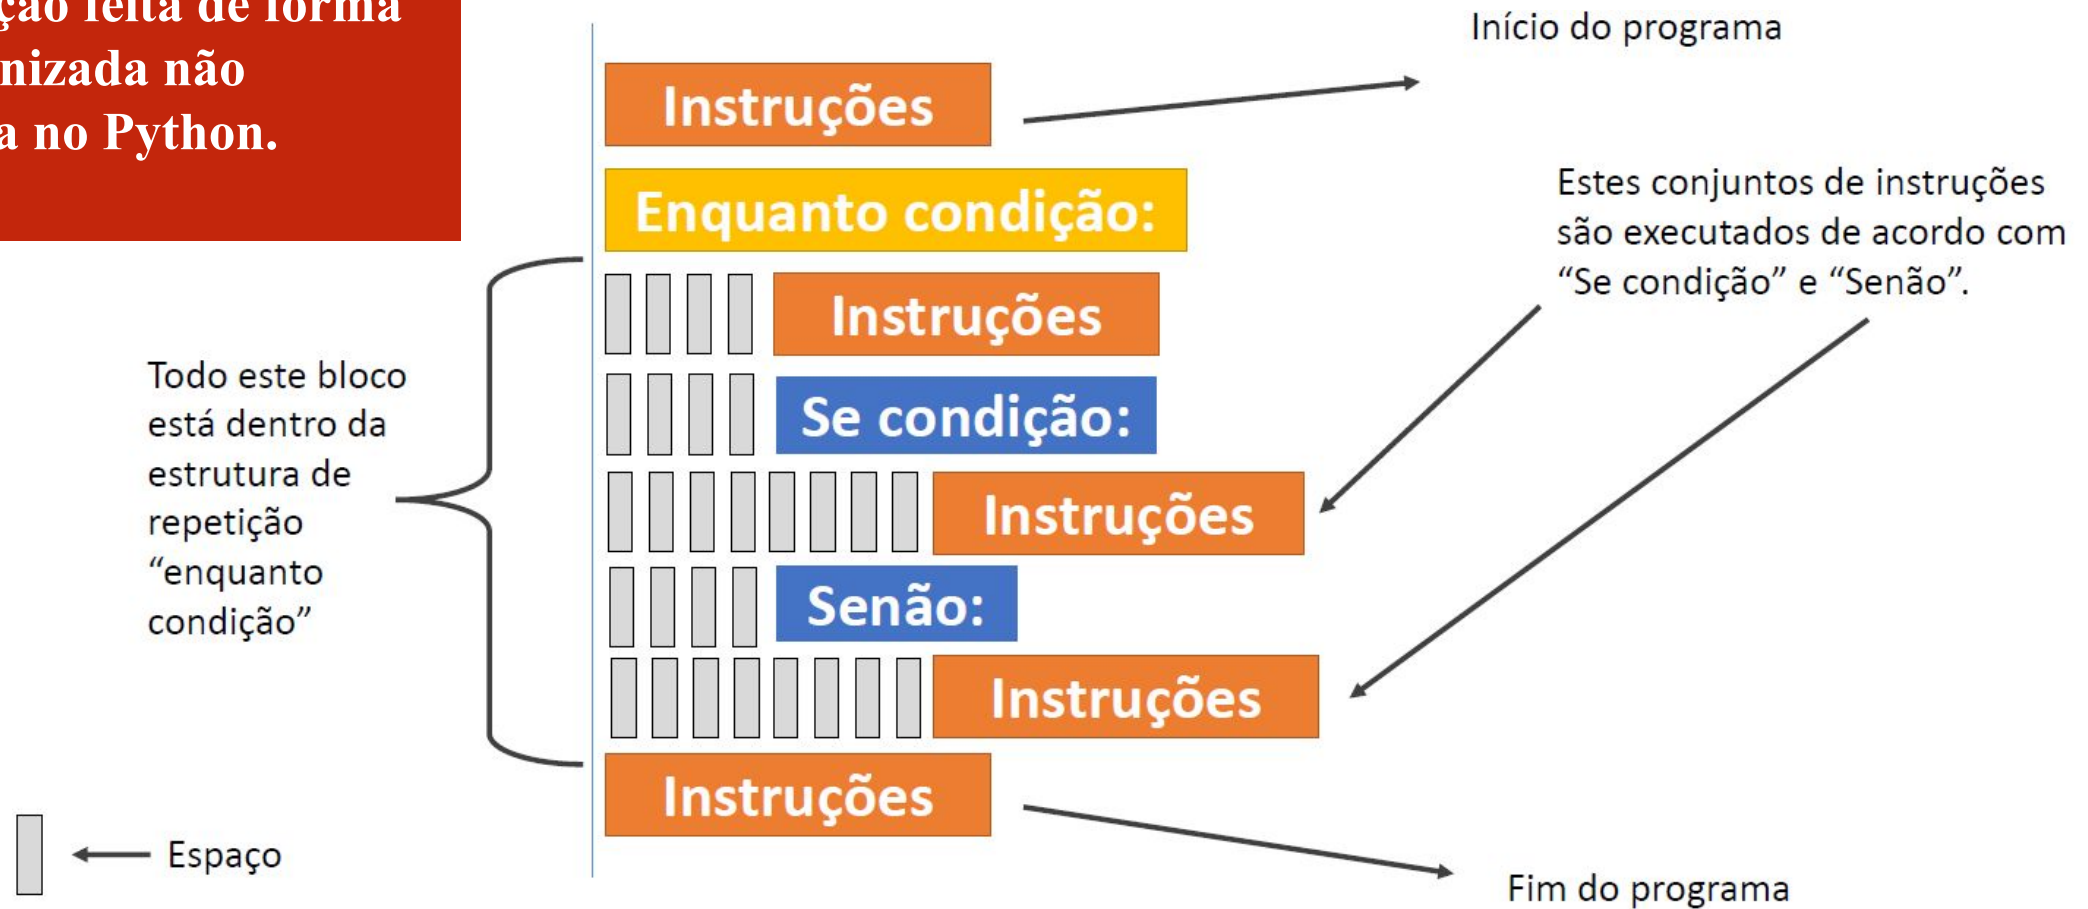 de forma
não
no Python.
Início do programa
Instruções
Enquanto condição:
Estes conjuntos de instruções
são executados de acordo com
“Se condição” e “Senão”.
Instruções
Se condição:
Todo este bloco
está dentro da
estrutura de
repetição
“enquanto
condição”
Instruções
Senão:
Instruções
Instruções
Espaço
Fim do programa